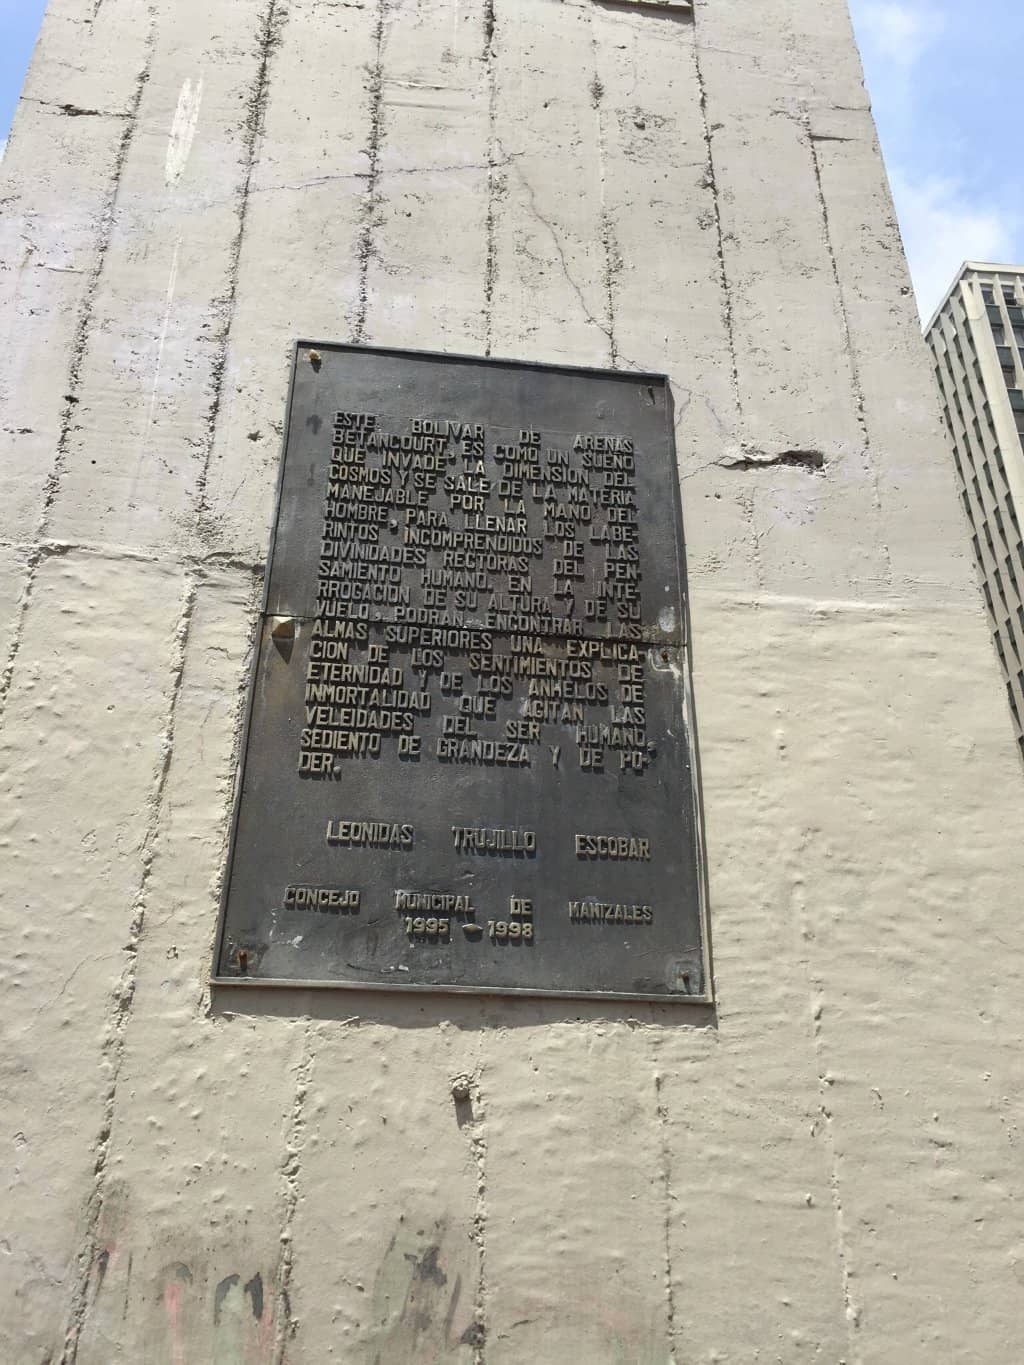 ESTE BOLIVAR DE ARENAS
BETANCOURT, ES COMO UN SUEÑO
QUE INVADE LA DIMENSION DEL
COSMOS Y SE SALE DE LA MATERIA
MANEJABLE POR LA MANO DEL
HOMBRE, PARA LLENAR LOS LABE-
RINTOS INCOMPRENDIDOS DE LAS
DIVINIDADES RECTORAS DEL PEN-
SAMIENTO HUMANO. EN LA INTE-
RROGACION DE SU ALTURA Y DE SU
VUELO, PODRAN ENCONTRAR LAS
ALMAS SUPERIORES UNA EXPLICA-
CION DE LOS SENTIMIENTOS DE
ETERNIDAD Y DE LOS ANHELOS DE
INMORTALIDAD QUE AGITAN LAS
VELEIDADES DEL SER HUMANO,
SEDIENTO DE GRANDEZA Y DE PO-
DER.
LEONIDAS TRUJILLO ESCOBAR
CONCEJO MUNICIPAL DE MANIZALES
1995 - 1998